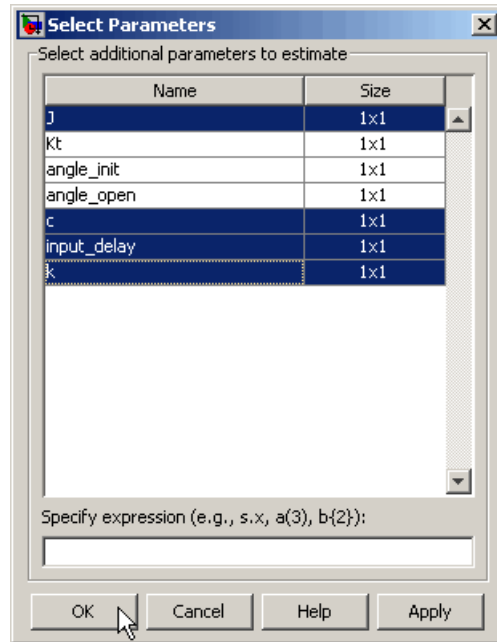 Select Parameters
Select additional parameters to estimate
Name Size
J 1x1
Kt 1x1
angle_init 1x1
angle_open 1x1
c 1x1
input_delay 1x1
k 1x1
Specify expression (e.g., s.x, a(3), b{2}):
OK Cancel Help Apply